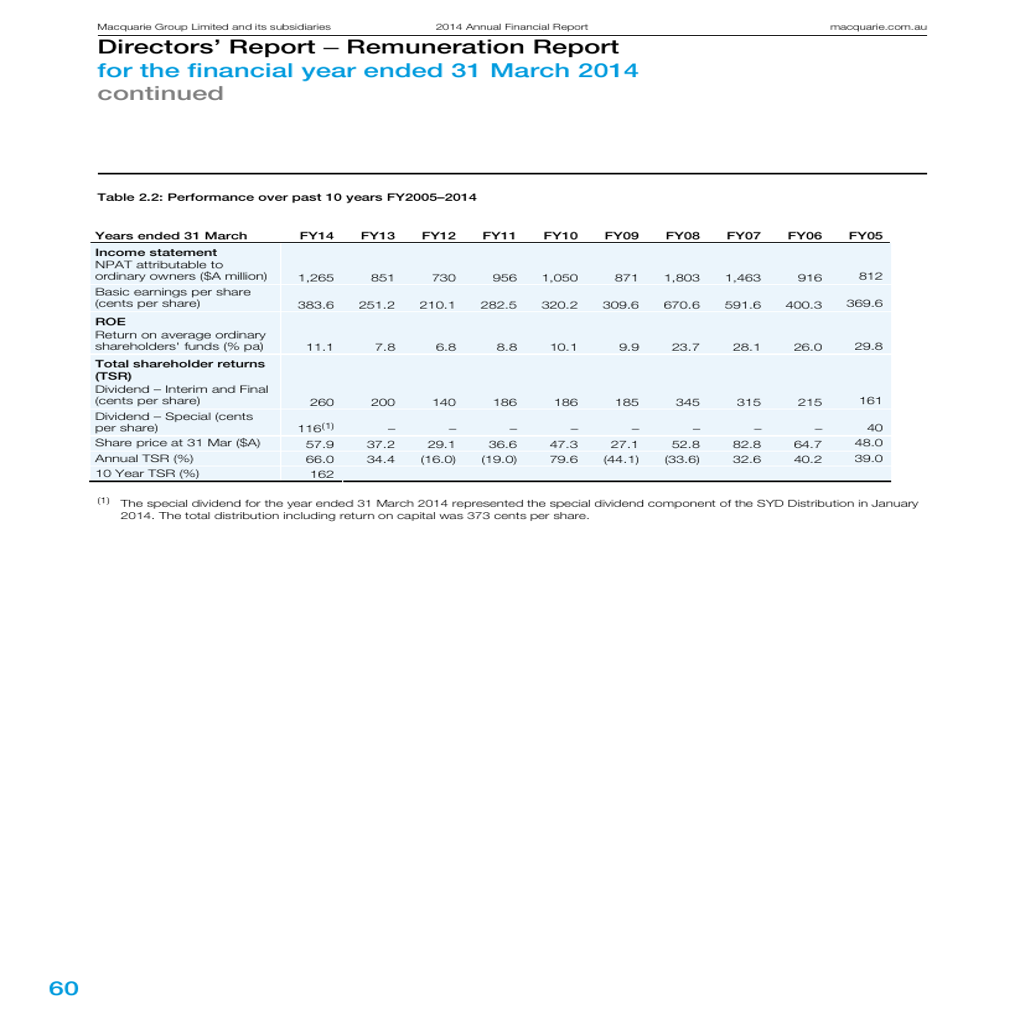 Macquarie Group Limited and its subsidiaries 2014 Annual Financial Report macquarie.com.au
Directors' Report – Remuneration Report
for the financial year ended 31 March 2014
continued
Table 2.2: Performance over past 10 years FY2005–2014
Years ended 31 March FY14 FY13 FY12 FY11 FY10 FY09 FY08 FY07 FY06 FY05
Income statement
NPAT attributable to
ordinary owners ($A million) 1,265 851 730 956 1,050 871 1,803 1,463 916 812
Basic earnings per share
(cents per share) 383.6 251.2 210.1 282.5 320.2 309.6 670.6 591.6 400.3 369.6
ROE
Return on average ordinary
shareholders' funds (% pa) 11.1 7.8 6.8 8.8 10.1 9.9 23.7 28.1 26.0 29.8
Total shareholder returns
(TSR)
Dividend – Interim and Final
(cents per share) 260 200 140 186 186 185 345 315 215 161
Dividend – Special (cents
per share) 116(1) – – – – – – – – 40
Share price at 31 Mar ($A) 57.9 37.2 29.1 36.6 47.3 27.1 52.8 82.8 64.7 48.0
Annual TSR (%) 66.0 34.4 (16.0) (19.0) 79.6 (44.1) (33.6) 32.6 40.2 39.0
10 Year TSR (%) 162
(1) The special dividend for the year ended 31 March 2014 represented the special dividend component of the SYD Distribution in January
2014. The total distribution including return on capital was 373 cents per share.
60